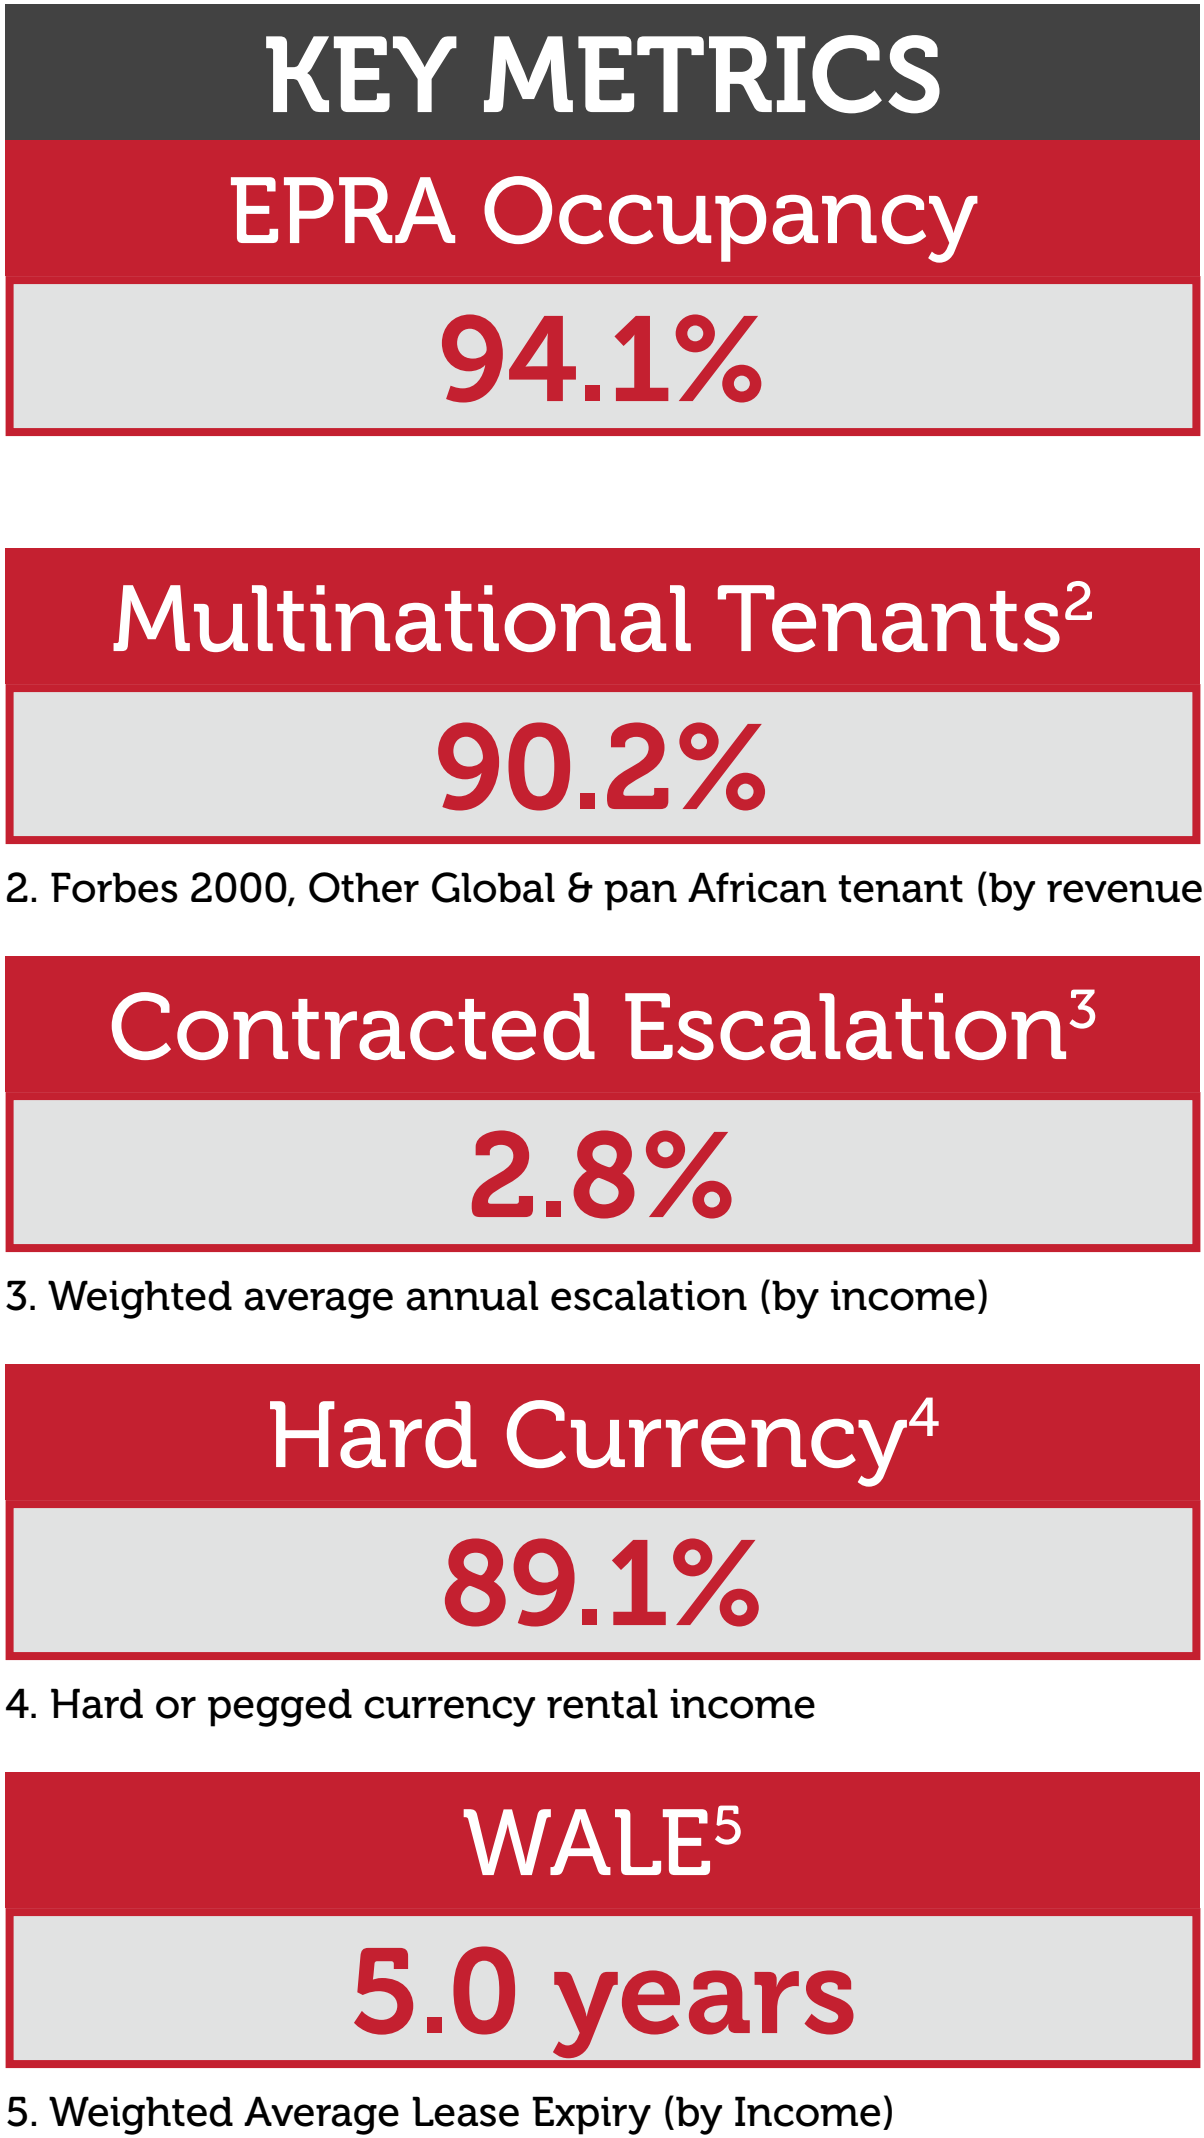 KEY METRICS
EPRA Occupancy
94.1%
Multinational Tenants²
90.2%
2. Forbes 2000, Other Global & pan African tenant (by revenue
Contracted Escalation³
2.8%
3. Weighted average annual escalation (by income)
Hard Currency⁴
89.1%
4. Hard or pegged currency rental income
WALE⁵
5.0 years
5. Weighted Average Lease Expiry (by Income)